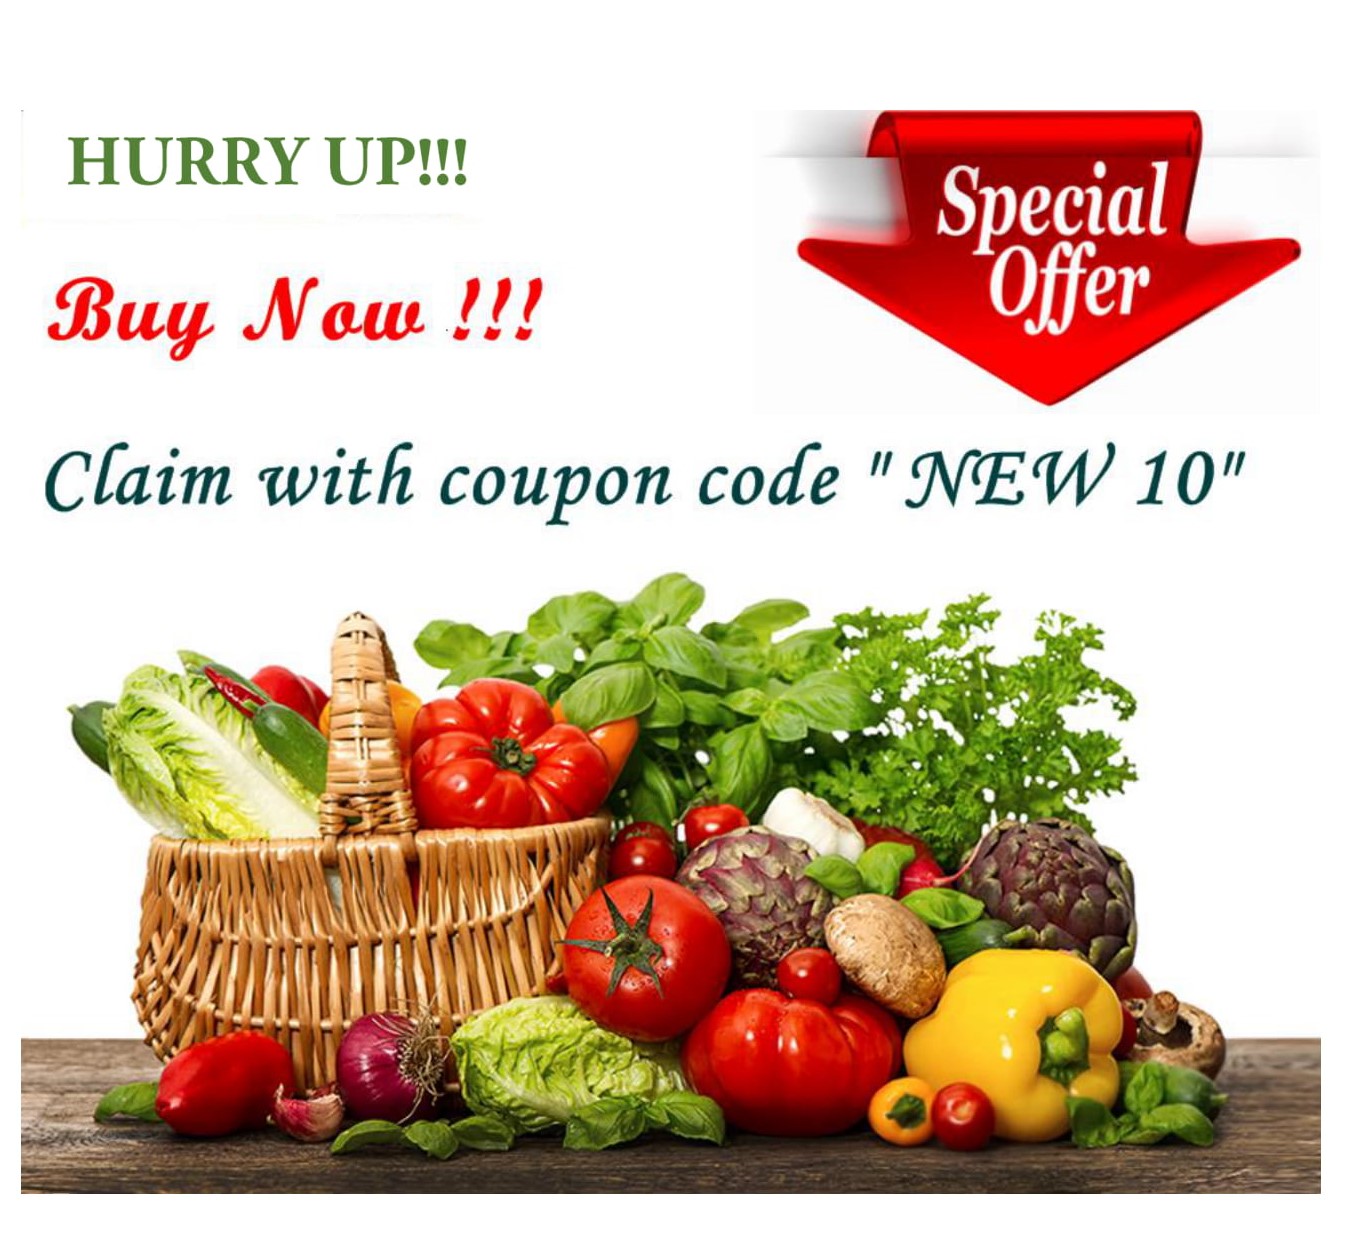 HURRY UP!!!
Special
Offer
Buy Now !!!
Claim with coupon code "NEW 10"